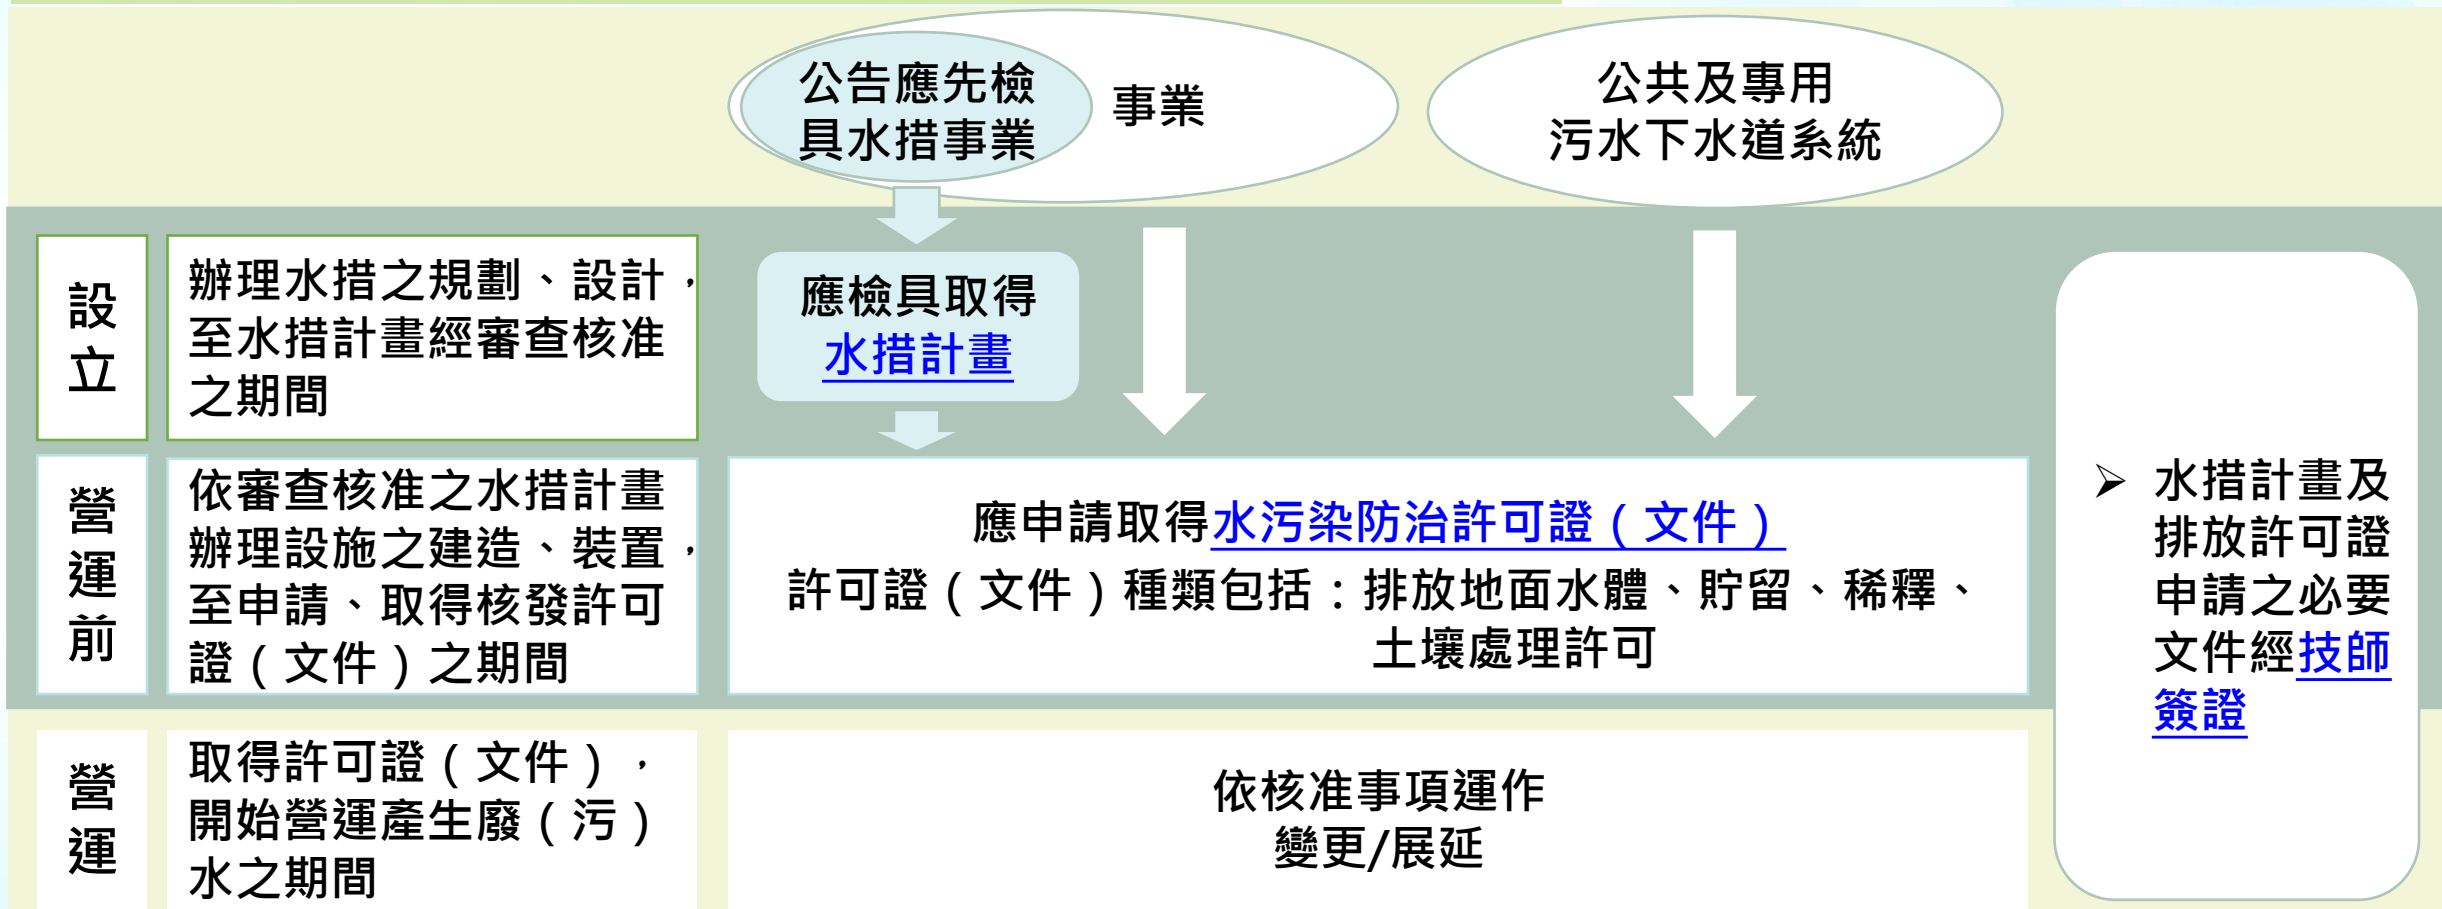 公告應先檢
具水措事業
事業
公共及專用
污水下水道系統
設
立
辦理水措之規劃、設計，
至水措計畫經審查核准
之期間
應檢具取得
水措計畫
營
運
前
依審查核准之水措計畫
辦理設施之建造、裝置，
至申請、取得核發許可
證（文件）之期間
應申請取得水污染防治許可證（文件）
許可證（文件）種類包括：排放地面水體、貯留、稀釋、
土壤處理許可
營
運
取得許可證（文件），
開始營運產生廢（污）
水之期間
依核准事項運作
變更/展延
➢ 水措計畫及
排放許可證
申請之必要
文件經技師
簽證